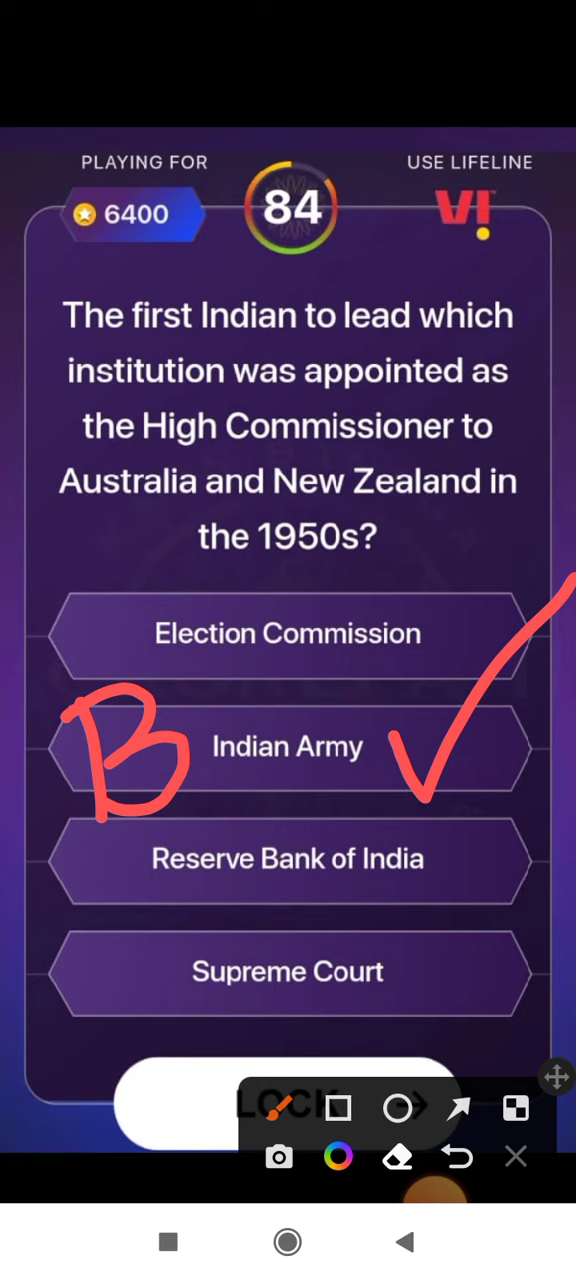 PLAYING FOR
USE LIFELINE
6400
84
VI
The first Indian to lead which
institution was appointed as
the High Commissioner to
Australia and New Zealand in
the 1950s?
Election Commission
B
Indian Army
Reserve Bank of India
Supreme Court
LOCK